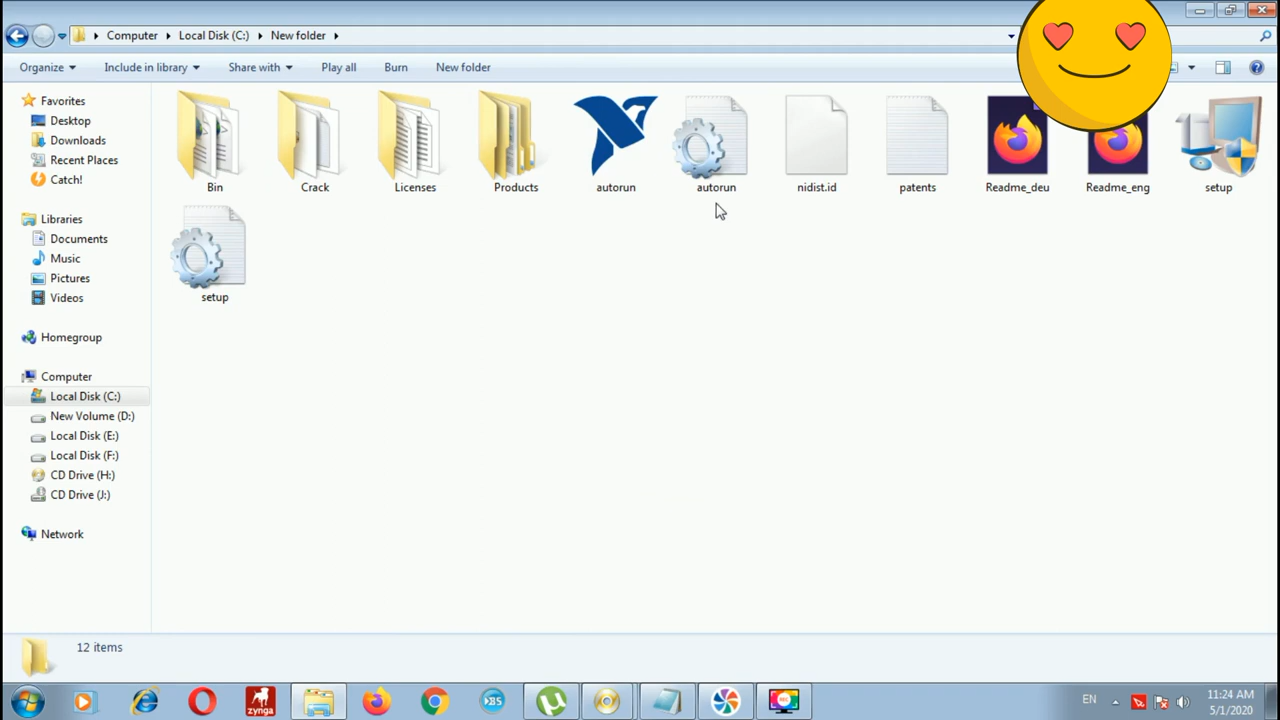 Computer Local Disk (C:) New folder
Organize Include in library Share with Play all Burn New folder
Favorites
Desktop
Downloads
Recent Places
Catch!
Libraries
Documents
Music
Pictures
Videos
Homegroup
Computer
Local Disk (C:)
New Volume (D:)
Local Disk (E:)
Local Disk (F:)
CD Drive (H:)
CD Drive (J:)
Network
Bin Crack Licenses Products autorun autorun nidist.id patents Readme_deu Readme_eng setup
setup
12 items
zynga
BS
EN
11:24 AM
5/1/2020